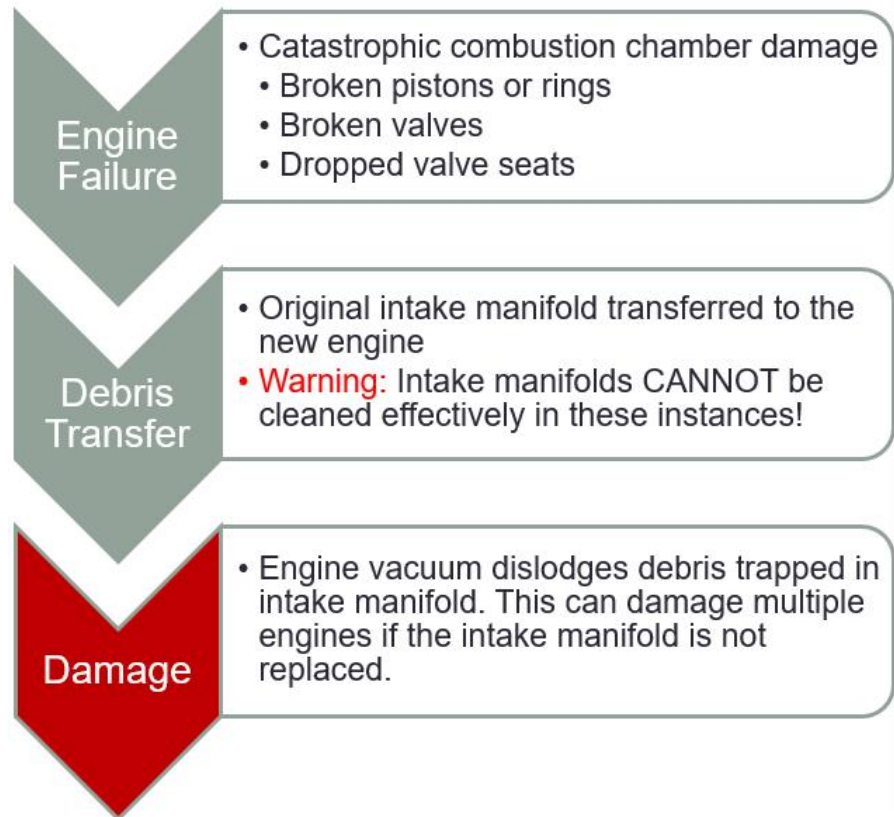 Engine
Failure
• Catastrophic combustion chamber damage
• Broken pistons or rings
• Broken valves
• Dropped valve seats
Debris
Transfer
• Original intake manifold transferred to the
new engine
• Warning: Intake manifolds CANNOT be
cleaned effectively in these instances!
Damage
• Engine vacuum dislodges debris trapped in
intake manifold. This can damage multiple
engines if the intake manifold is not
replaced.